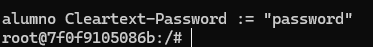 alumno Cleartext-Password := "password"
root@7f0f9105086b:/#